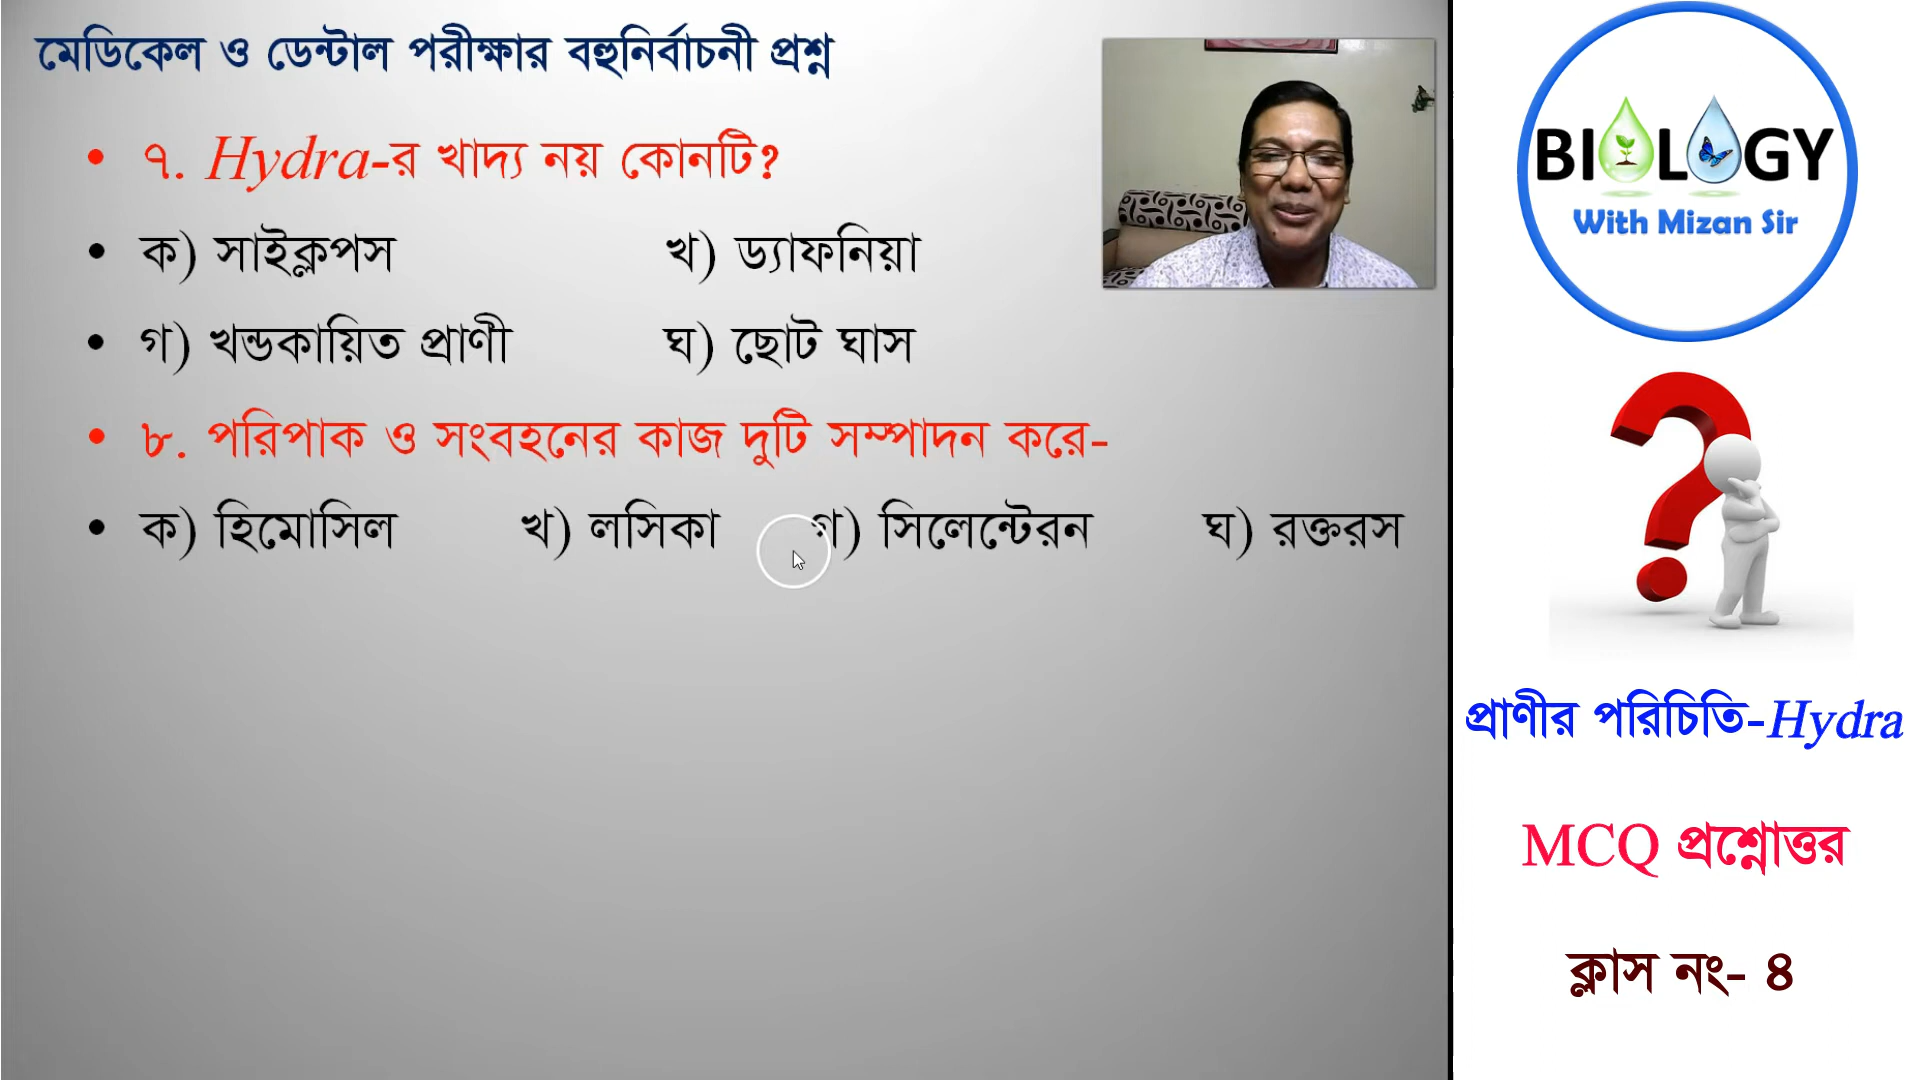 মেডিকেল ও ডেন্টাল পরীক্ষার বহুনির্বাচনী প্রশ্ন
• ৭. Hydra-র খাদ্য নয় কোনটি?
• ক) সাইক্লপস খ) ড্যাফনিয়া
• গ) খন্ডকায়িত প্রাণী ঘ) ছোট ঘাস
• ৮. পরিপাক ও সংবহনের কাজ দুটি সম্পাদন করে-
• ক) হিমোসিল খ) লসিকা গ) সিলেন্টেরন ঘ) রক্তরস
BIOLOGY
With Mizan Sir
প্রাণীর পরিচিতি-Hydra
MCQ প্রশ্নোত্তর
ক্লাস নং- ৪